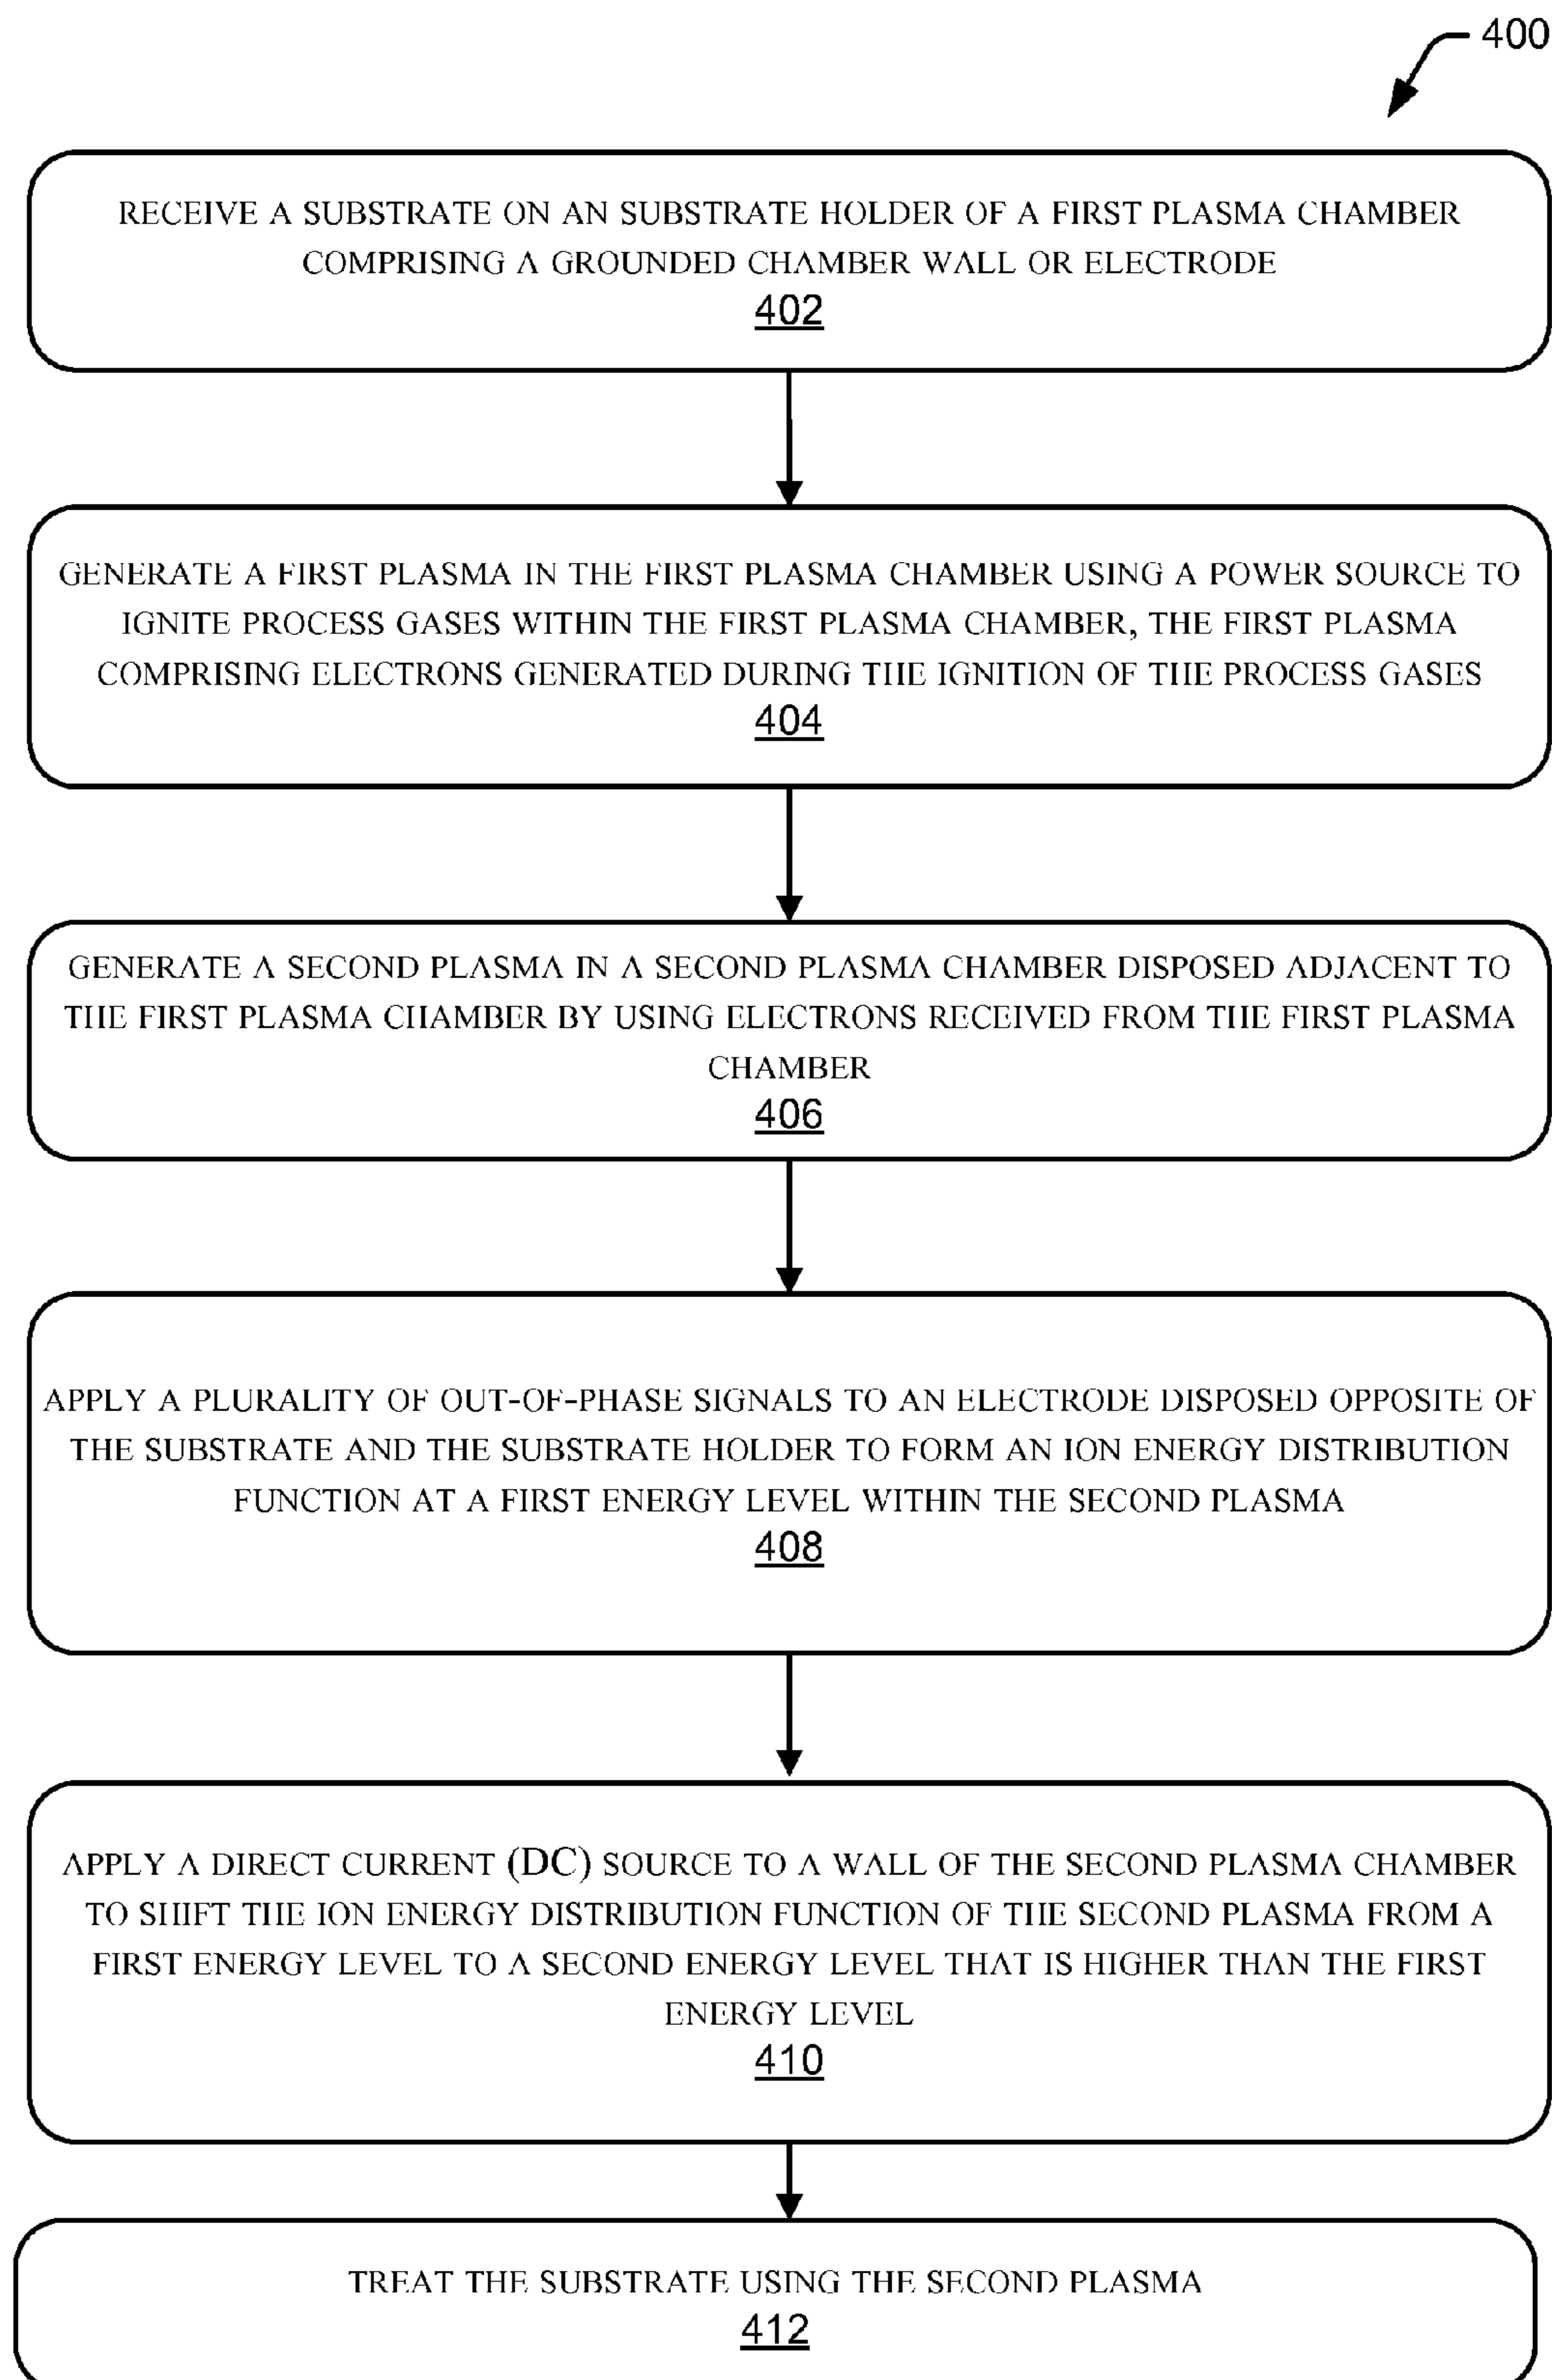 400
RECEIVE A SUBSTRATE ON AN SUBSTRATE HOLDER OF A FIRST PLASMA CHAMBER
COMPRISING A GROUNDED CHAMBER WALL OR ELECTRODE
402
GENERATE A FIRST PLASMA IN THE FIRST PLASMA CHAMBER USING A POWER SOURCE TO
IGNITE PROCESS GASES WITHIN THE FIRST PLASMA CHAMBER, THE FIRST PLASMA
COMPRISING ELECTRONS GENERATED DURING THE IGNITION OF THE PROCESS GASES
404
GENERATE A SECOND PLASMA IN A SECOND PLASMA CHAMBER DISPOSED ADJACENT TO
THE FIRST PLASMA CHAMBER BY USING ELECTRONS RECEIVED FROM THE FIRST PLASMA
CHAMBER
406
APPLY A PLURALITY OF OUT-OF-PHASE SIGNALS TO AN ELECTRODE DISPOSED OPPOSITE OF
THE SUBSTRATE AND THE SUBSTRATE HOLDER TO FORM AN ION ENERGY DISTRIBUTION
FUNCTION AT A FIRST ENERGY LEVEL WITHIN THE SECOND PLASMA
408
APPLY A DIRECT CURRENT (DC) SOURCE TO A WALL OF THE SECOND PLASMA CHAMBER
TO SHIFT THE ION ENERGY DISTRIBUTION FUNCTION OF THE SECOND PLASMA FROM A
FIRST ENERGY LEVEL TO A SECOND ENERGY LEVEL THAT IS HIGHER THAN THE FIRST
ENERGY LEVEL
410
TREAT THE SUBSTRATE USING THE SECOND PLASMA
412